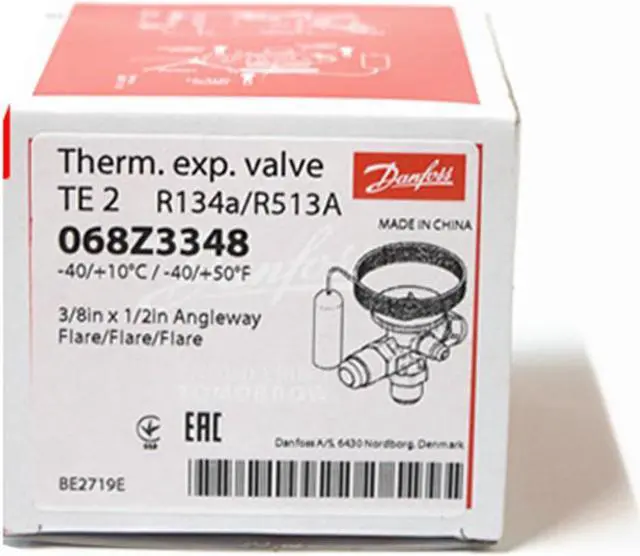 Therm. exp. valve
Danfoss
TE 2 R134a/R513A
MADE IN CHINA
068Z3348
-40/+10°C / -40/+50°F
3/8in x 1/2in Angleway
Flare/Flare/Flare
EAC
Danfoss A/S, 6430 Nordborg, Denmark
BE2719E